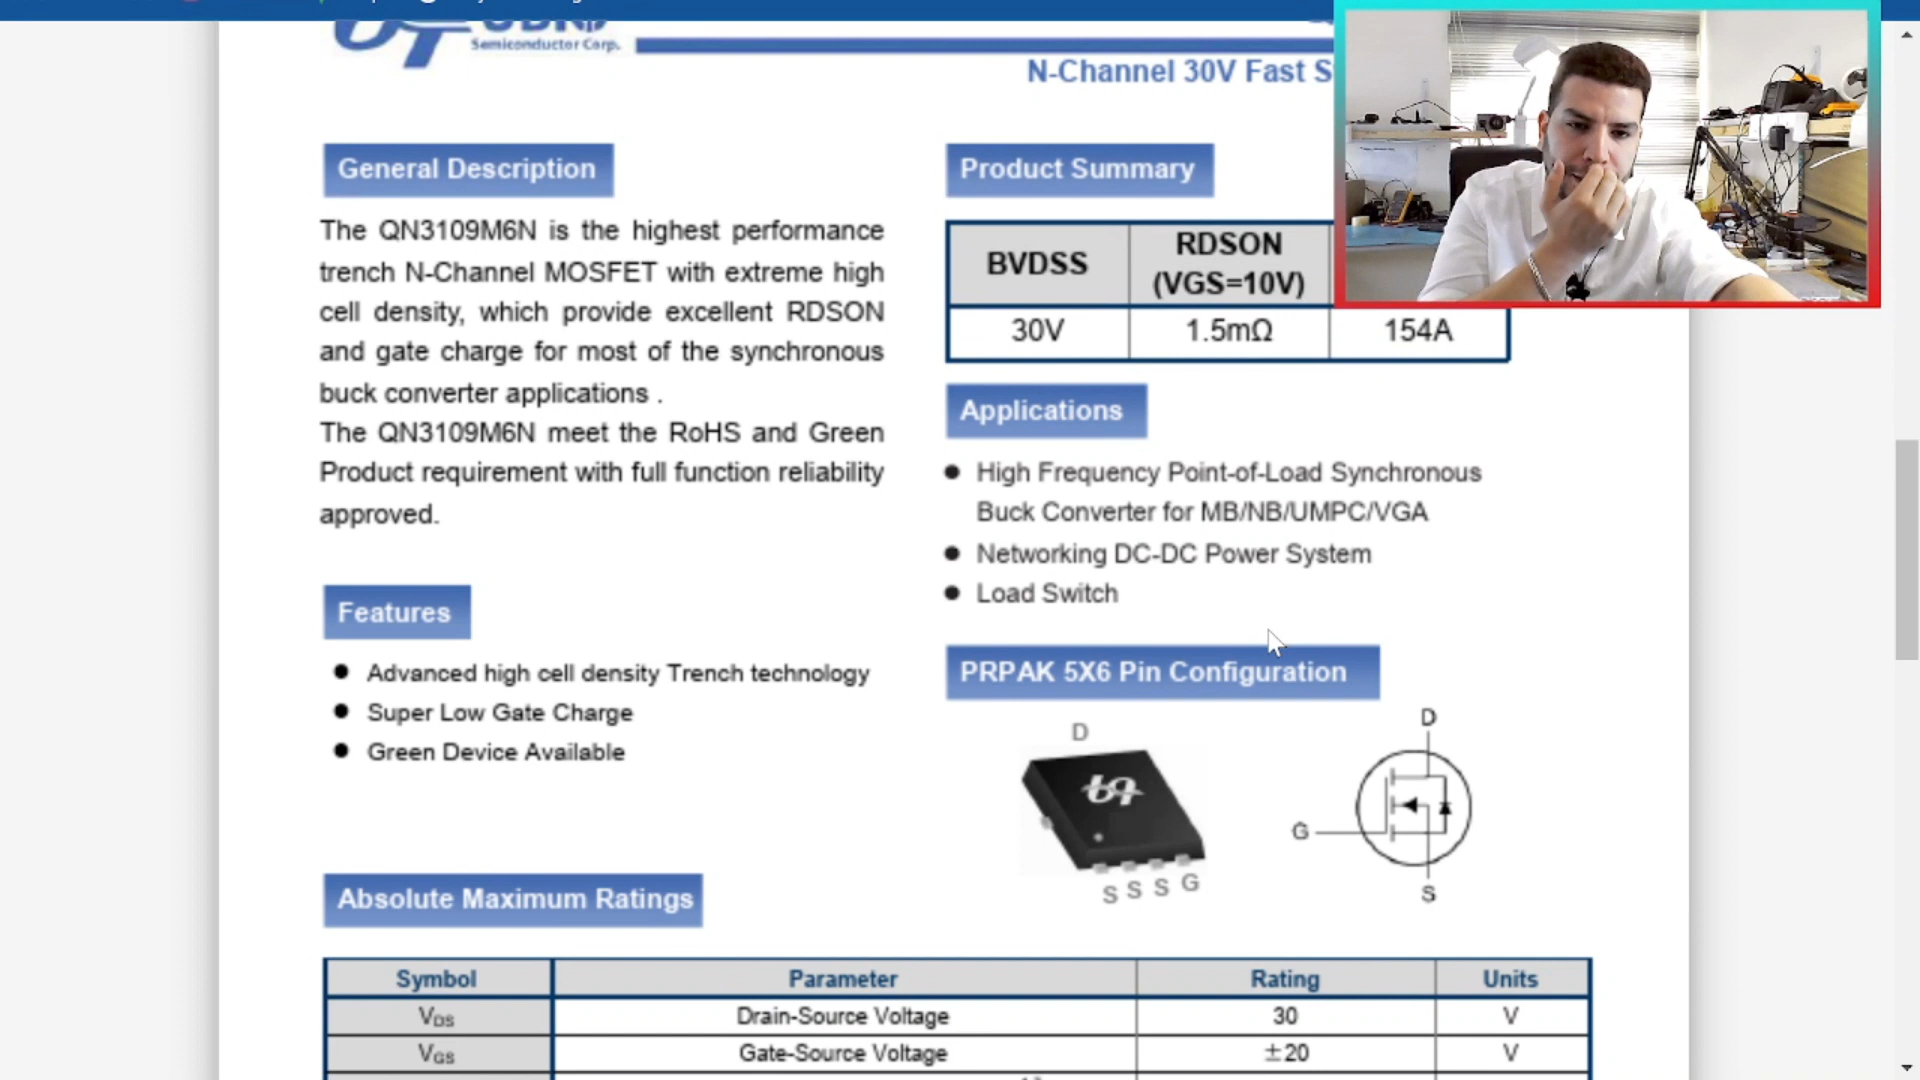 Semiconductor Corp.
N-Channel 30V Fast S
General Description
The QN3109M6N is the highest performance
trench N-Channel MOSFET with extreme high
cell density, which provide excellent RDSON
and gate charge for most of the synchronous
buck converter applications .
The QN3109M6N meet the RoHS and Green
Product requirement with full function reliability
approved.
Features
● Advanced high cell density Trench technology
● Super Low Gate Charge
● Green Device Available
Product Summary
BVDSS RDSON
(VGS=10V)
30V 1.5mΩ 154A
Applications
● High Frequency Point-of-Load Synchronous
Buck Converter for MB/NB/UMPC/VGA
● Networking DC-DC Power System
● Load Switch
PRPAK 5X6 Pin Configuration
D
S S S G
D
G
S
Absolute Maximum Ratings
Symbol Parameter Rating Units
VDS Drain-Source Voltage 30 V
VGS Gate-Source Voltage ±20 V